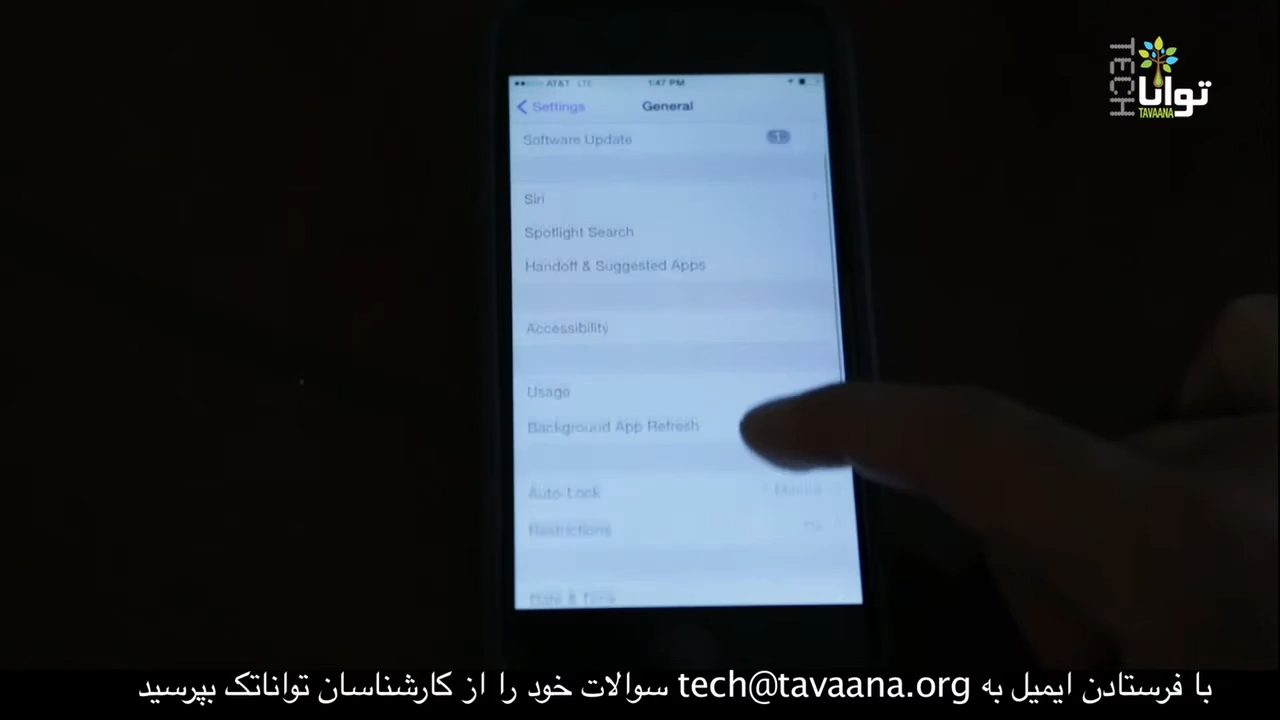 TECH
توانا
TAVAANA
AT&T LTE 1:47 PM
Settings General
Software Update 1
Siri
Spotlight Search
Handoff & Suggested Apps
Accessibility
Usage
Background App Refresh
Auto-Lock
Restrictions
Date & Time
با فرستادن ایمیل به tech@tavaana.org سوالات خود را از کارشناسان تواناتک بپرسید